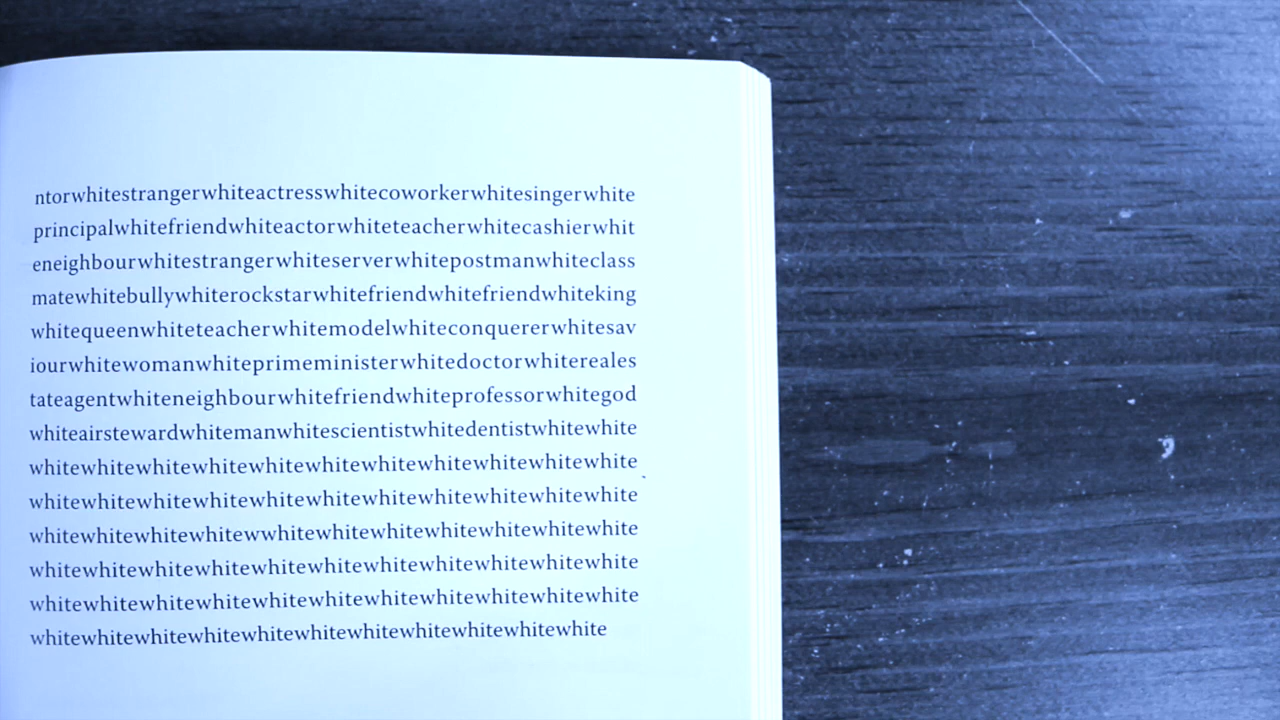 ntorwhitestrangerwhiteactresswhitecoworkerwhitesingerwhite
principalwhitefriendwhiteactorwhiteteacherwhitecashierwhit
eneighbourwhitestrangerwhiteserverwhitepostmanwhiteclass
matewhitebullywhiterockstarwhitefriendwhitefriendwhiteking
whitequeenwhiteteacherwhitemodelwhiteconquererwhitesav
iourwhitewomanwhiteprimeministerwhitedoctorwhitereales
tateagentwhiteneighbourwhitefriendwhiteprofessorwhitegod
whiteairstewardwhitemanwhitescientistwhitedentistwhitewhite
whitewhitewhitewhitewhitewhitewhitewhitewhitewhitewhite
whitewhitewhitewhitewhitewhitewhitewhitewhitewhitewhite
whitewhitewhitewhitewwhitewhitewhitewhitewhitewhitewhite
whitewhitewhitewhitewhitewhitewhitewhitewhitewhitewhite
whitewhitewhitewhitewhitewhitewhitewhitewhitewhitewhite
whitewhitewhitewhitewhitewhitewhitewhitewhitewhitewhite